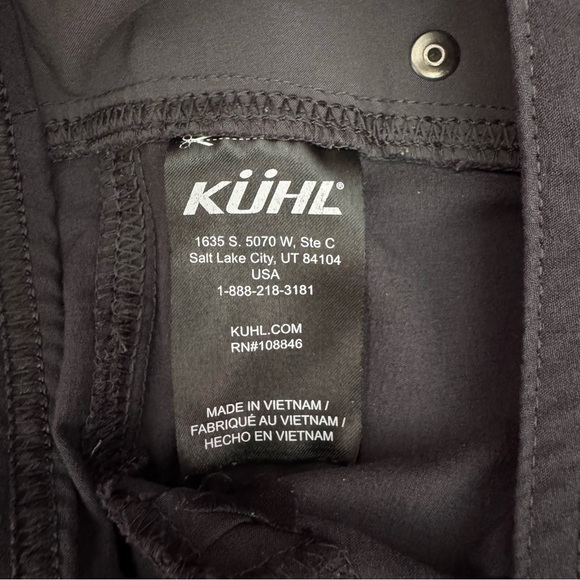 KÜHL®
1635 S. 5070 W, Ste C
Salt Lake City, UT 84104
USA
1-888-218-3181
KUHL.COM
RN#108846
MADE IN VIETNAM /
FABRIQUÉ AU VIETNAM /
HECHO EN VIETNAM